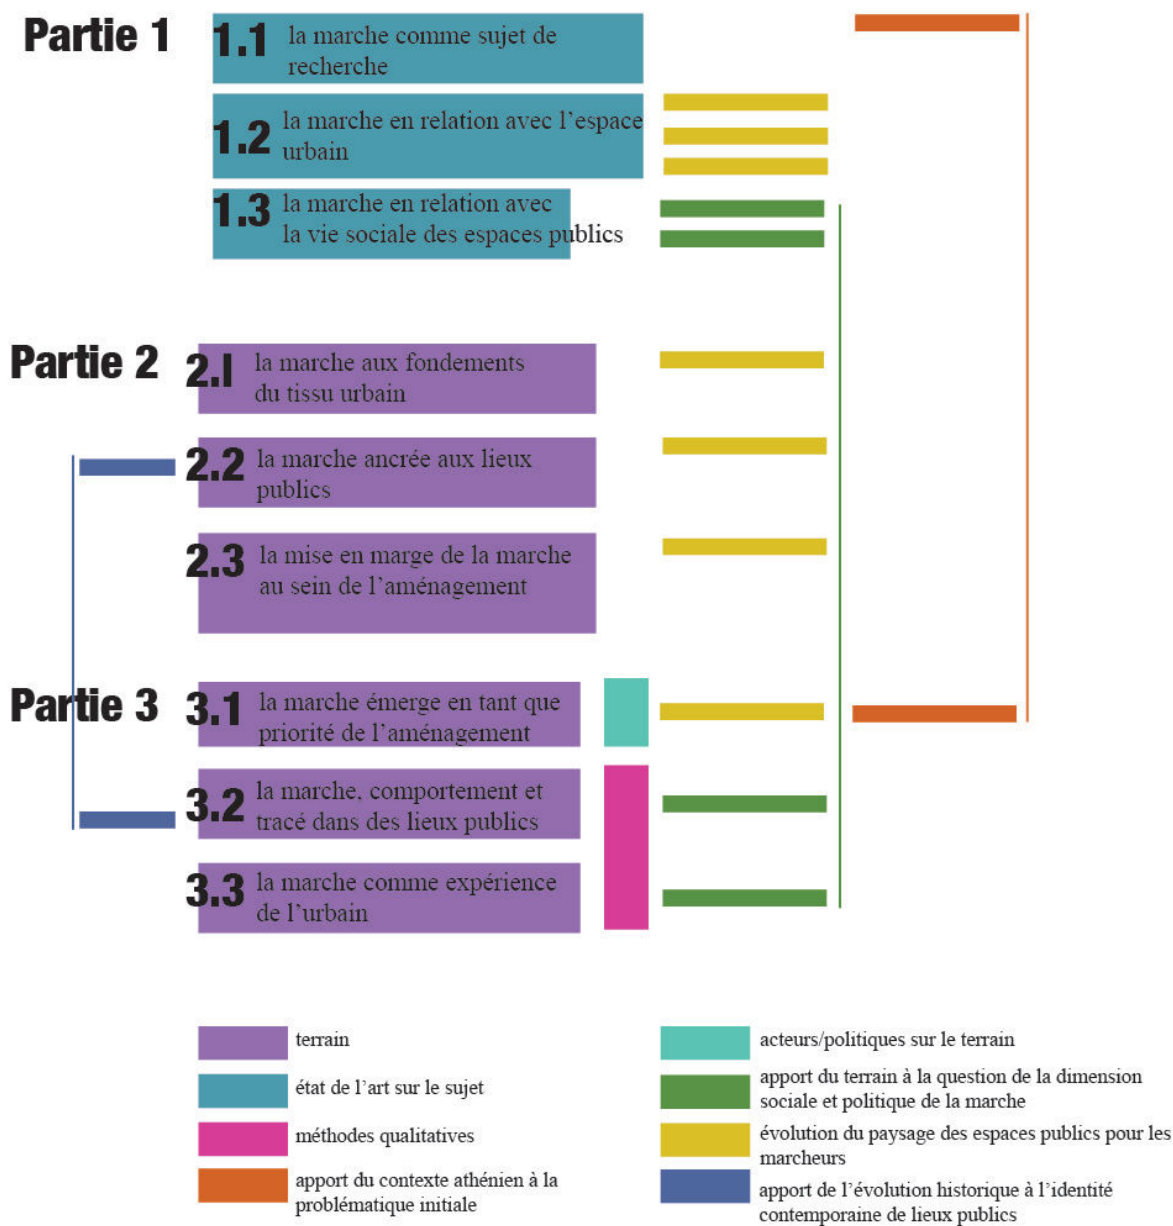 Partie 1
1.1 la marche comme sujet de
recherche
1.2 la marche en relation avec l’espace
urbain
1.3 la marche en relation avec
la vie sociale des espaces publics
Partie 2
2.I la marche aux fondements
du tissu urbain
2.2 la marche ancrée aux lieux
publics
2.3 la mise en marge de la marche
au sein de l’aménagement
Partie 3
3.1 la marche émerge en tant que
priorité de l’aménagement
3.2 la marche, comportement et
tracé dans des lieux publics
3.3 la marche comme expérience
de l’urbain
terrain
état de l’art sur le sujet
méthodes qualitatives
apport du contexte athénien à la
problématique initiale
acteurs/politiques sur le terrain
apport du terrain à la question de la dimension
sociale et politique de la marche
évolution du paysage des espaces publics pour les
marcheurs
apport de l’évolution historique à l’identité
contemporaine de lieux publics